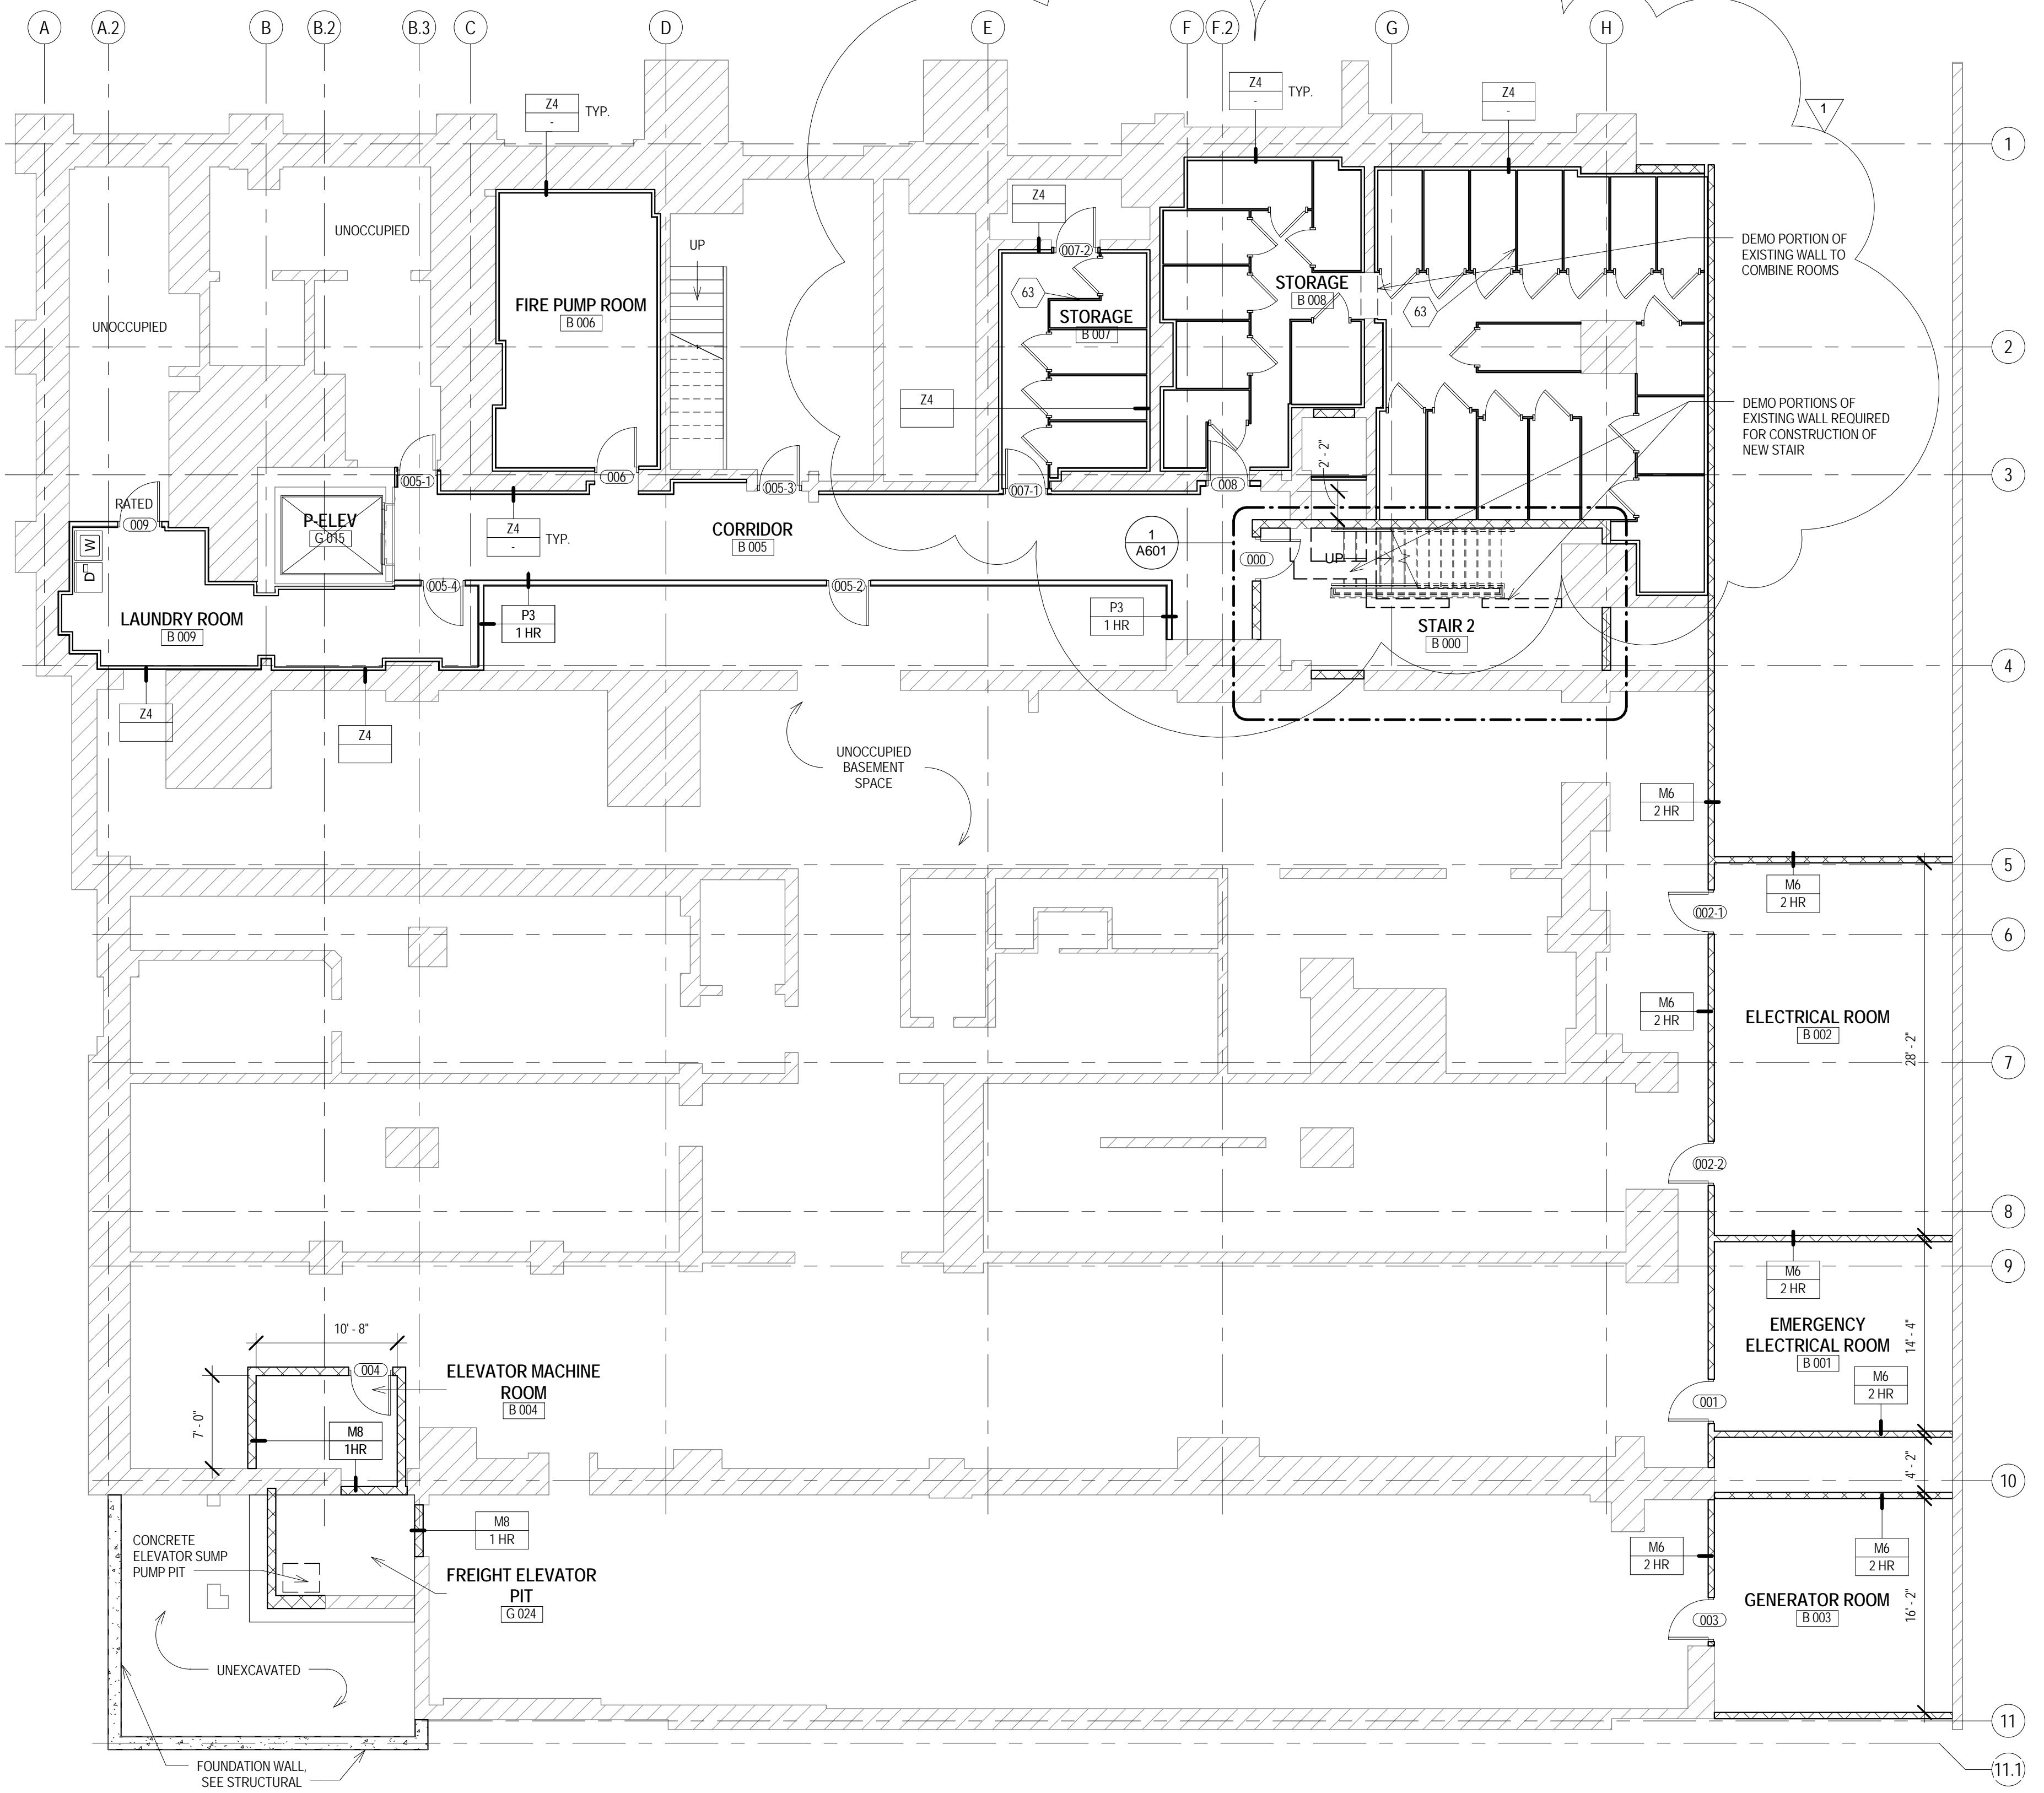 A
A.2
B
B.2
B.3
C
D
E
F
F.2
G
H
Z4
-
TYP.
Z4
-
TYP.
Z4
-
1
1
UNOCCUPIED
UP
Z4
007-2
DEMO PORTION OF
EXISTING WALL TO
COMBINE ROOMS
FIRE PUMP ROOM
B 006
63
STORAGE
B 007
STORAGE
B 008
63
UNOCCUPIED
2
Z4
DEMO PORTIONS OF
EXISTING WALL REQUIRED
FOR CONSTRUCTION OF
NEW STAIR
2' - 2"
3
005-1
006
005-3
007-1
008
RATED
009
P-ELEV
G 015
Z4
-
TYP.
CORRIDOR
B 005
1
A601
000
UP
W
D
005-4
005-2
LAUNDRY ROOM
B 009
P3
1 HR
P3
1 HR
STAIR 2
B 000
4
Z4
Z4
UNOCCUPIED
BASEMENT
SPACE
M6
2 HR
5
M6
2 HR
002-1
6
M6
2 HR
ELECTRICAL ROOM
B 002
28' - 2"
7
002-2
8
9
M6
2 HR
EMERGENCY
ELECTRICAL ROOM
B 001
14' - 4"
10' - 8"
004
ELEVATOR MACHINE
ROOM
B 004
7' - 0"
M8
1HR
M6
2 HR
001
4' - 2"
10
M8
1 HR
CONCRETE
ELEVATOR SUMP
PUMP PIT
M6
2 HR
M6
2 HR
FREIGHT ELEVATOR
PIT
G 024
GENERATOR ROOM
B 003
16' - 2"
003
UNEXCAVATED
11
FOUNDATION WALL,
SEE STRUCTURAL
11.1